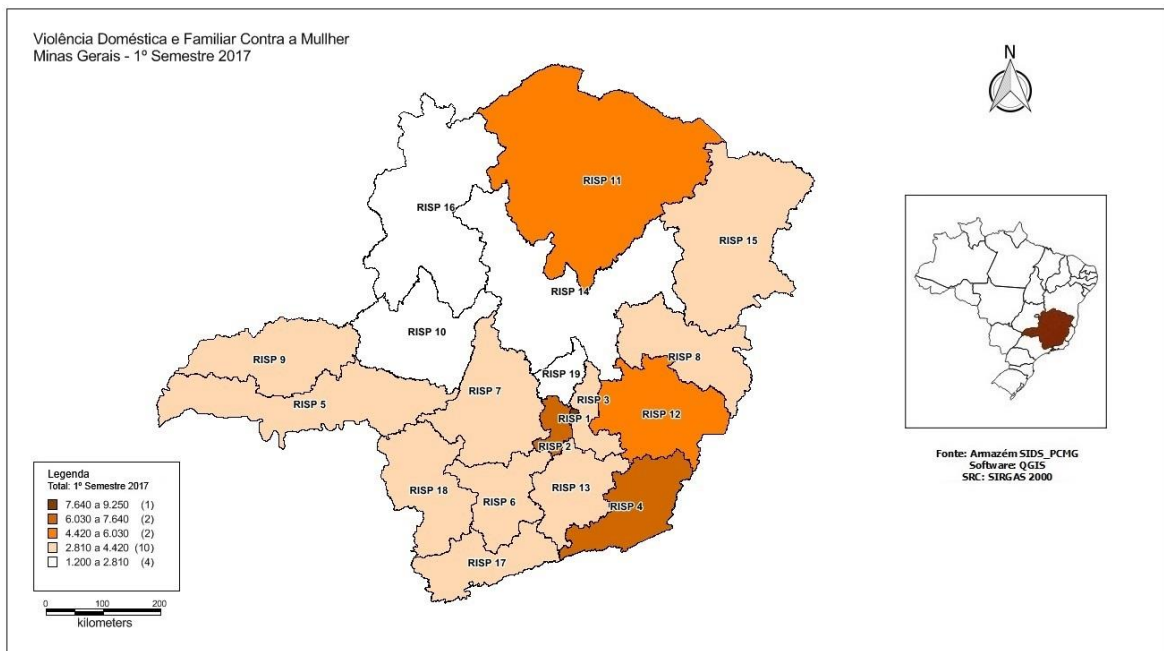 Violência Doméstica e Familiar Contra a Mullher
Minas Gerais - 1º Semestre 2017
N
RISP 11
RISP 16
RISP 15
RISP 14
RISP 10
RISP 9
RISP 8
RISP 19
RISP 7
RISP 3
RISP 5
RISP 1
RISP 12
RISP 2
RISP 18
RISP 13
RISP 6
RISP 4
RISP 17
Fonte: Armazém SIDS_PCMG
Software: QGIS
SRC: SIRGAS 2000
Legenda
Total: 1º Semestre 2017
7.640 a 9.250 (1)
6.030 a 7.640 (2)
4.420 a 6.030 (2)
2.810 a 4.420 (10)
1.200 a 2.810 (4)
0 100 200
kilometers